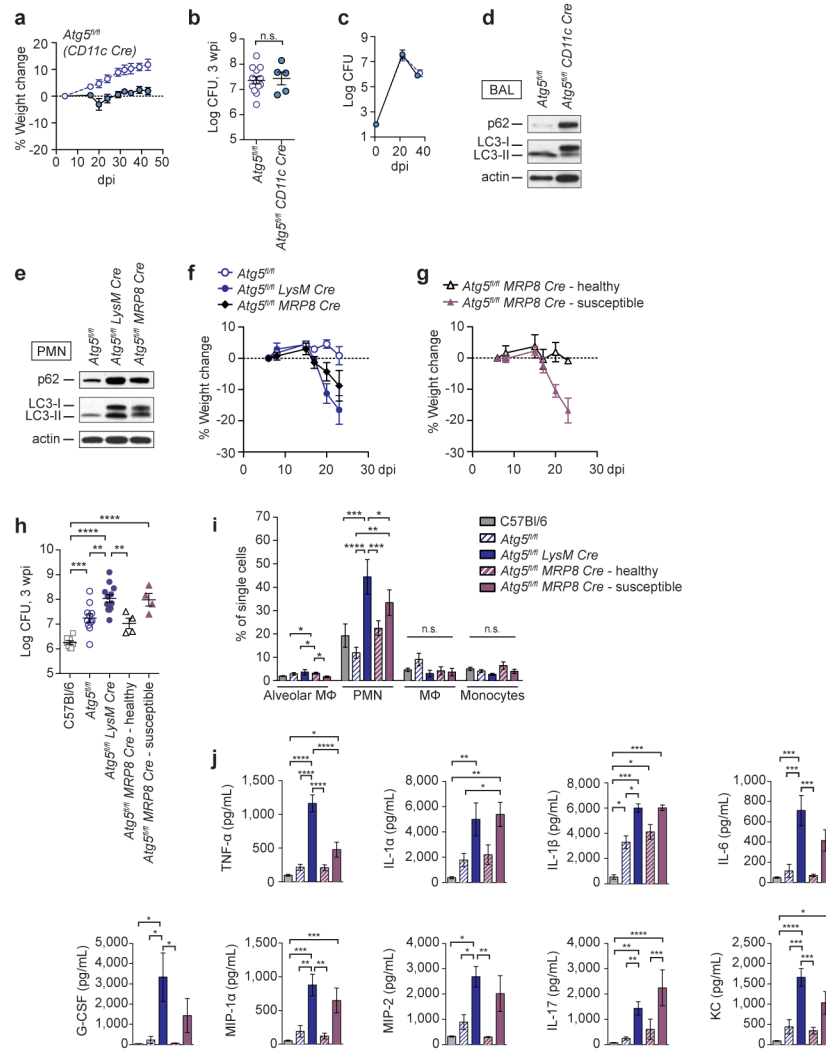 a
Atg5fl/fl
(CD11c Cre)
% Weight change
20
10
0
-10
-20
0 10 20 30 40 50
dpi
b
n.s.
Log CFU, 3 wpi
9
8
7
6
5
Atg5fl/fl
Atg5fl/fl CD11c Cre
c
Log CFU
9
7
5
3
1
0 20 40
dpi
d
BAL
Atg5fl/fl
Atg5fl/fl CD11c Cre
p62
LC3-I
LC3-II
actin
e
PMN
Atg5fl/fl
Atg5fl/fl LysM Cre
Atg5fl/fl MRP8 Cre
p62
LC3-I
LC3-II
actin
f
Atg5fl/fl
Atg5fl/fl LysM Cre
Atg5fl/fl MRP8 Cre
% Weight change
10
0
-10
-20
-30
0 10 20 30 dpi
g
Atg5fl/fl MRP8 Cre - healthy
Atg5fl/fl MRP8 Cre - susceptible
% Weight change
10
0
-10
-20
-30
0 10 20 30 dpi
h
****
****
*** ** **
Log CFU, 3 wpi
10
9
8
7
6
5
C57Bl/6
Atg5fl/fl
Atg5fl/fl LysM Cre
Atg5fl/fl MRP8 Cre - healthy
Atg5fl/fl MRP8 Cre - susceptible
i
C57Bl/6
Atg5fl/fl
Atg5fl/fl LysM Cre
Atg5fl/fl MRP8 Cre - healthy
Atg5fl/fl MRP8 Cre - susceptible
% of single cells
70
60
50
40
30
20
10
0
*** *
**
**** ***
*
*
*
n.s. n.s.
Alveolar MΦ PMN MΦ Monocytes
j
TNF-α (pg/mL)
1,500
1,000
500
0
*
**** ****
****
****
IL-1α (pg/mL)
8,000
6,000
4,000
2,000
0
**
**
*
IL-1β (pg/mL)
8,000
6,000
4,000
2,000
0
***
*
***
* *
IL-6 (pg/mL)
1,000
800
600
400
200
0
***
***
***
G-CSF (pg/mL)
5,000
4,000
3,000
2,000
1,000
0
*
* *
MIP-1α (pg/mL)
1,500
1,000
500
0
***
***
** **
MIP-2 (pg/mL)
4,000
3,000
2,000
1,000
0
*
* **
IL-17 (pg/mL)
4,000
3,000
2,000
1,000
0
****
** ***
**
KC (pg/mL)
2,500
2,000
1,500
1,000
500
0
*
****
***
***